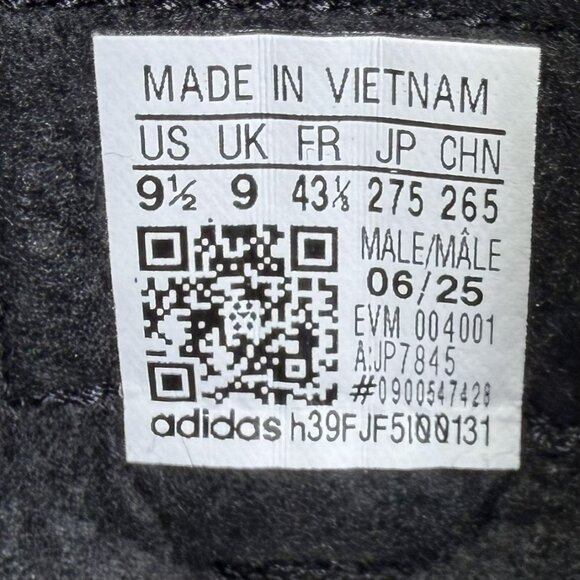 MADE IN VIETNAM
US UK FR JP CHN
9½ 9 43⅓ 275 265
MALE/MÂLE
06/25
EVM 004001
A:JP7845
#0900547428
adidas h39FJF5I00131